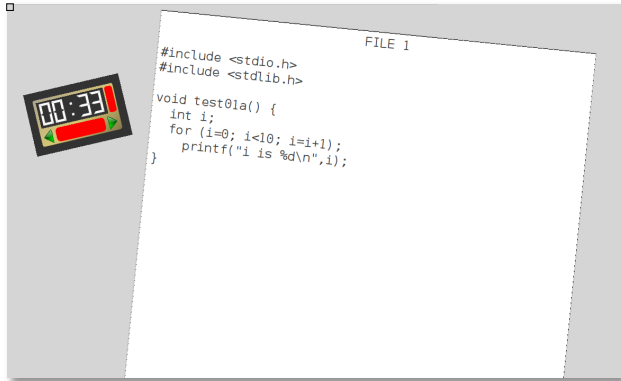 FILE 1
#include <stdio.h>
#include <stdlib.h>
00:33
void test01a() {
int i;
for (i=0; i<10; i=i+1);
printf("i is %d\n",i);
}